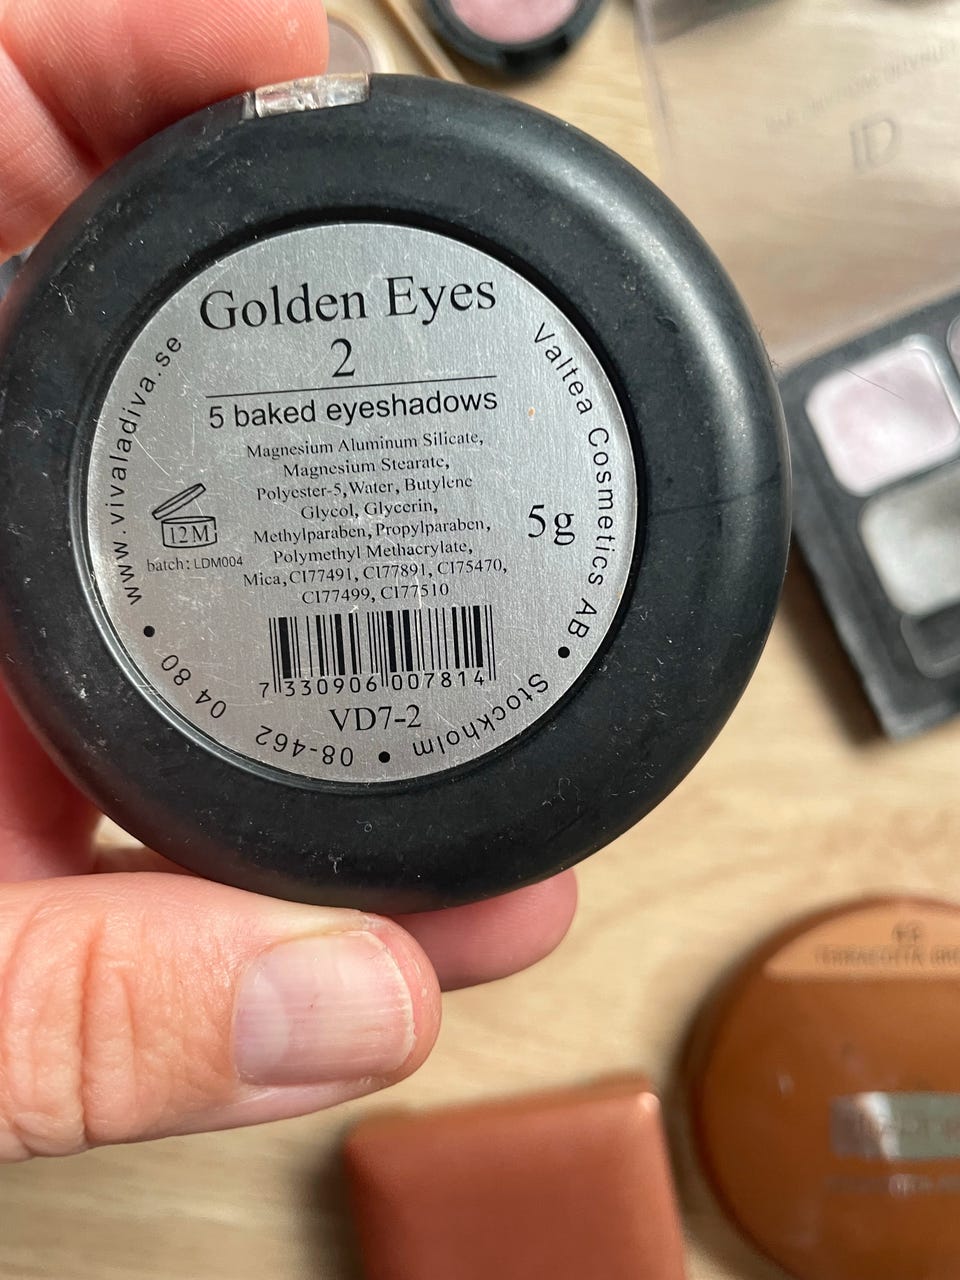 Golden Eyes
2
5 baked eyeshadows
Magnesium Aluminum Silicate,
Magnesium Stearate,
Polyester-5, Water, Butylene
Glycol, Glycerin,
Methylparaben, Propylparaben,
Polymethyl Methacrylate,
Mica, CI77491, CI77891, CI75470,
CI77499, CI77510
12 M
batch: LDM004
5g
7 330906 007814
VD7-2
www.vivaladiva.se
Valtea Cosmetics AB • Stockholm • 08-462 04 80 •
ID